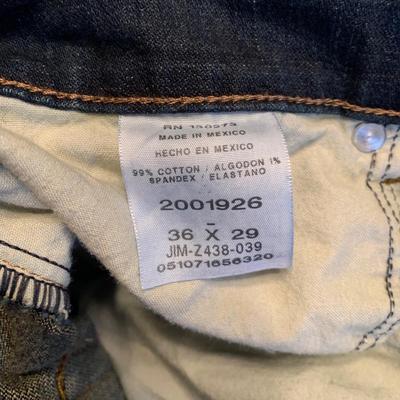 RN 130273
MADE IN MEXICO
HECHO EN MEXICO
99% COTTON / ALGODON 1%
SPANDEX / ELASTANO
2001926
-
36 X 29
JIM-Z438-039
051071656320